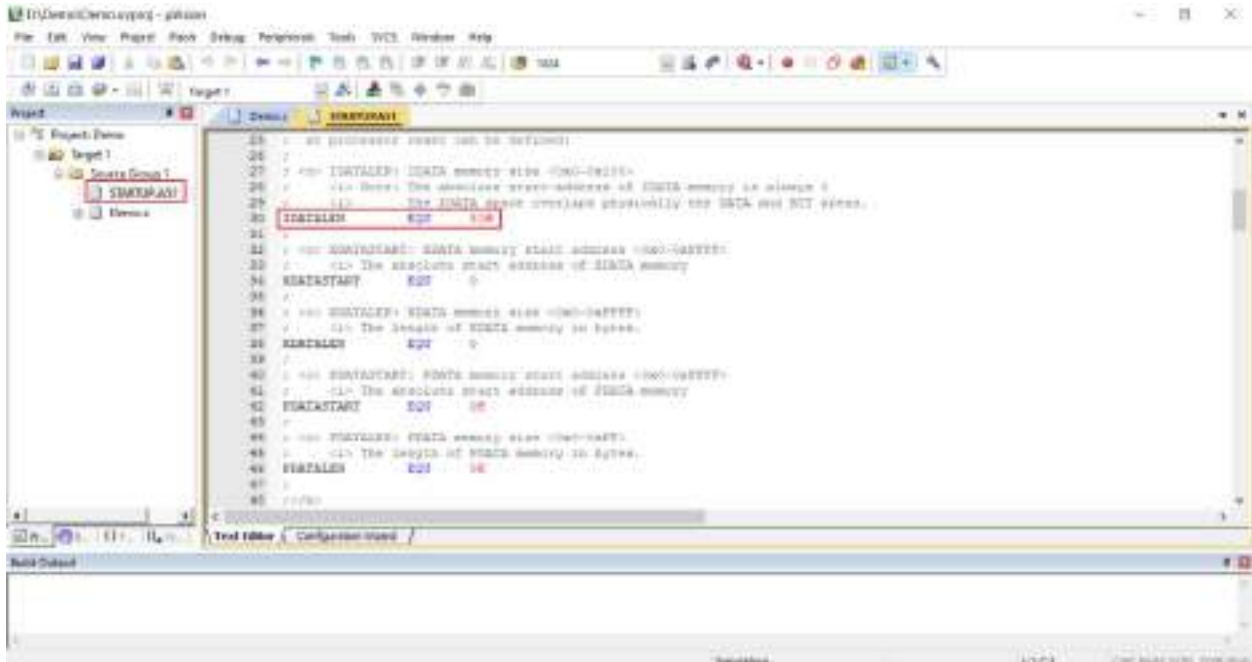 File Edit View Project Flash Debug Peripherals Tools SVCS Window Help
Project
Demo.c STARTUP.A51
Project: Demo
Target 1
Source Group 1
STARTUP.A51
Demo.c
25 ; at processor reset can be defined:
26 ;
27 ; <o> IDATALEN: IDATA memory size <0x0-0x100>
28 ; <i> Note: The absolute start-address of IDATA memory is always 0
29 ; <i> The IDATA space overlaps physically the DATA and BIT areas.
30 IDATALEN EQU
31 ;
32 ; <o> XDATASTART: XDATA memory start address <0x0-0xFFFF>
33 ; <i> The absolute start address of XDATA memory
34 XDATASTART EQU 0
35 ;
36 ; <o> XDATALEN: XDATA memory size <0x0-0xFFFF>
37 ; <i> The length of XDATA memory in bytes.
38 XDATALEN EQU 0
39 ;
40 ; <o> PDATASTART: PDATA memory start address <0x0-0xFFFF>
41 ; <i> The absolute start address of PDATA memory
42 PDATASTART EQU 0H
43 ;
44 ; <o> PDATALEN: PDATA memory size <0x0-0xFF>
45 ; <i> The length of PDATA memory in bytes.
46 PDATALEN EQU 0H
47 ;
48 ;</h>
Text Editor Configuration Wizard
Build Output
Simulation